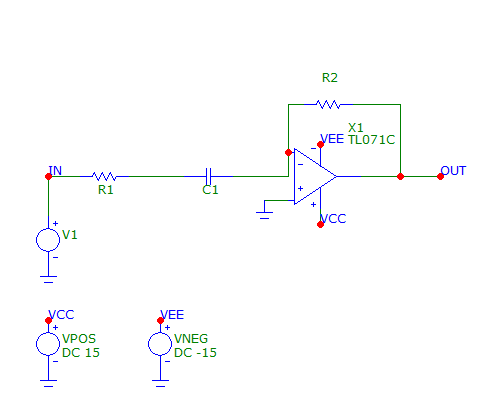 R2
X1
VEE TL071C
IN
R1
C1
OUT
V1
VCC
VCC
VEE
VPOS
VNEG
DC 15
DC -15